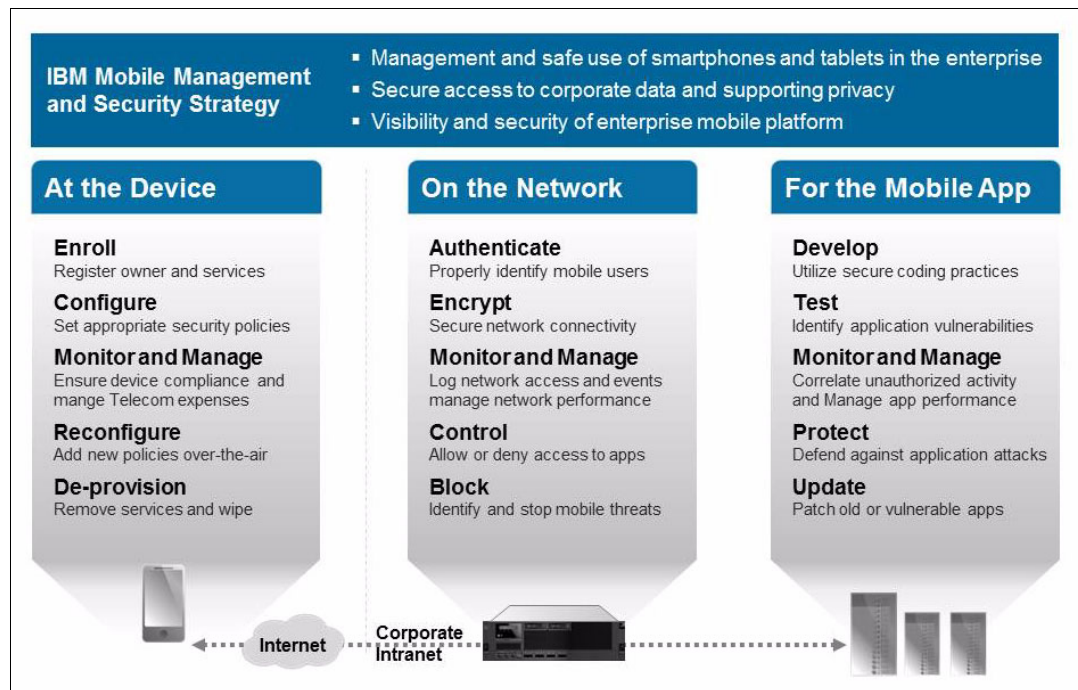 IBM Mobile Management
and Security Strategy
▪ Management and safe use of smartphones and tablets in the enterprise
▪ Secure access to corporate data and supporting privacy
▪ Visibility and security of enterprise mobile platform
At the Device
Enroll
Register owner and services
Configure
Set appropriate security policies
Monitor and Manage
Ensure device compliance and
mange Telecom expenses
Reconfigure
Add new policies over-the-air
De-provision
Remove services and wipe
On the Network
Authenticate
Properly identify mobile users
Encrypt
Secure network connectivity
Monitor and Manage
Log network access and events
manage network performance
Control
Allow or deny access to apps
Block
Identify and stop mobile threats
For the Mobile App
Develop
Utilize secure coding practices
Test
Identify application vulnerabilities
Monitor and Manage
Correlate unauthorized activity
and Manage app performance
Protect
Defend against application attacks
Update
Patch old or vulnerable apps
Internet
Corporate
Intranet